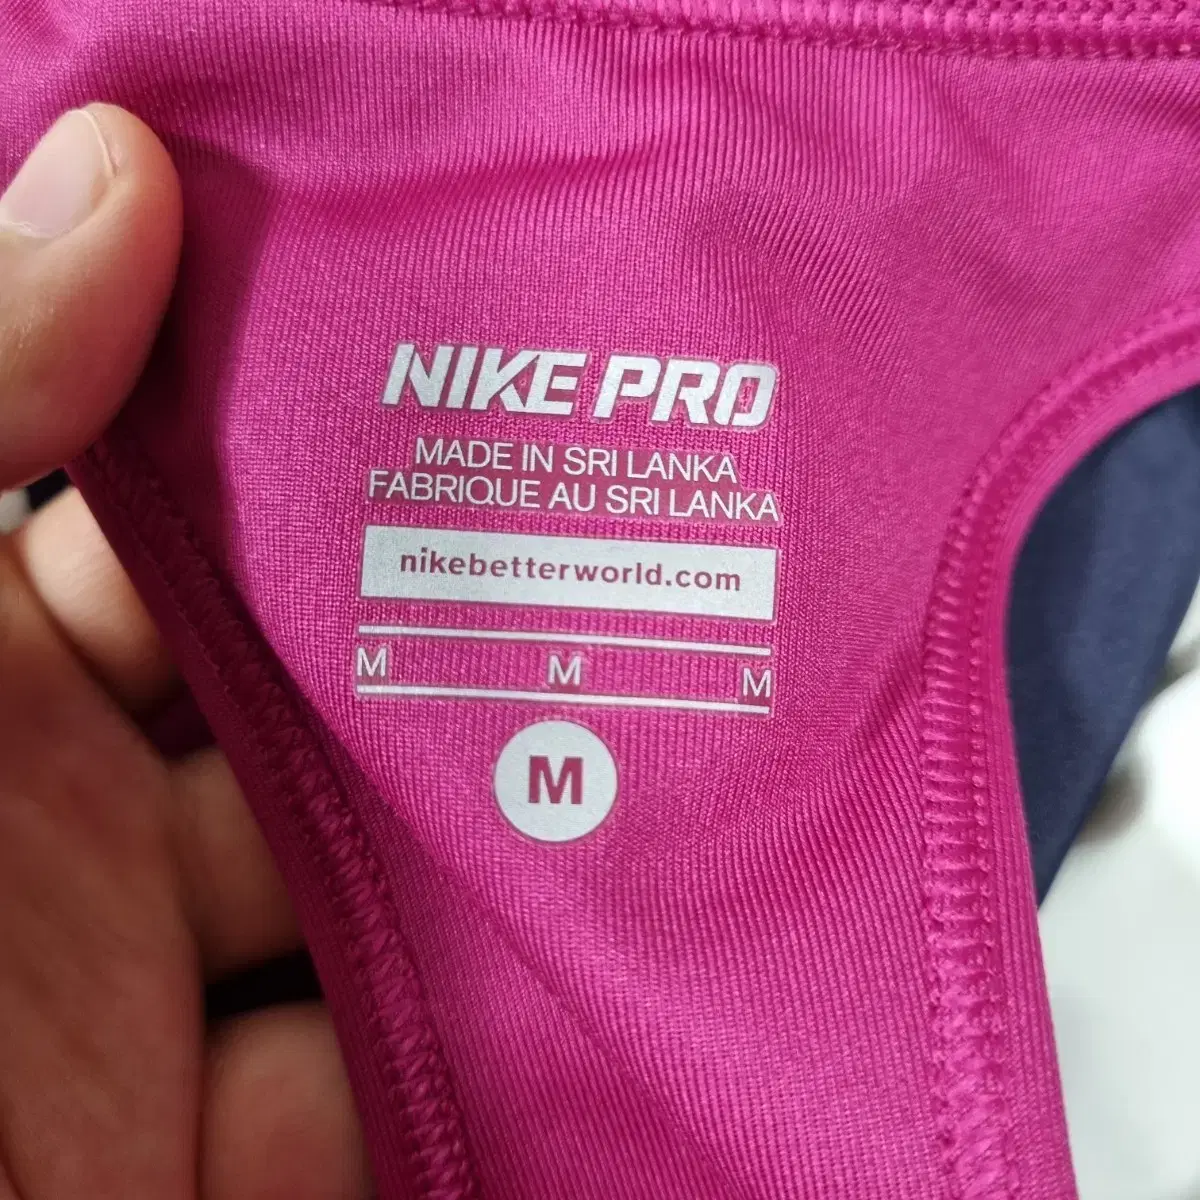 NIKE PRO
MADE IN SRI LANKA
FABRIQUE AU SRI LANKA
nikebetterworld.com
M M M
M